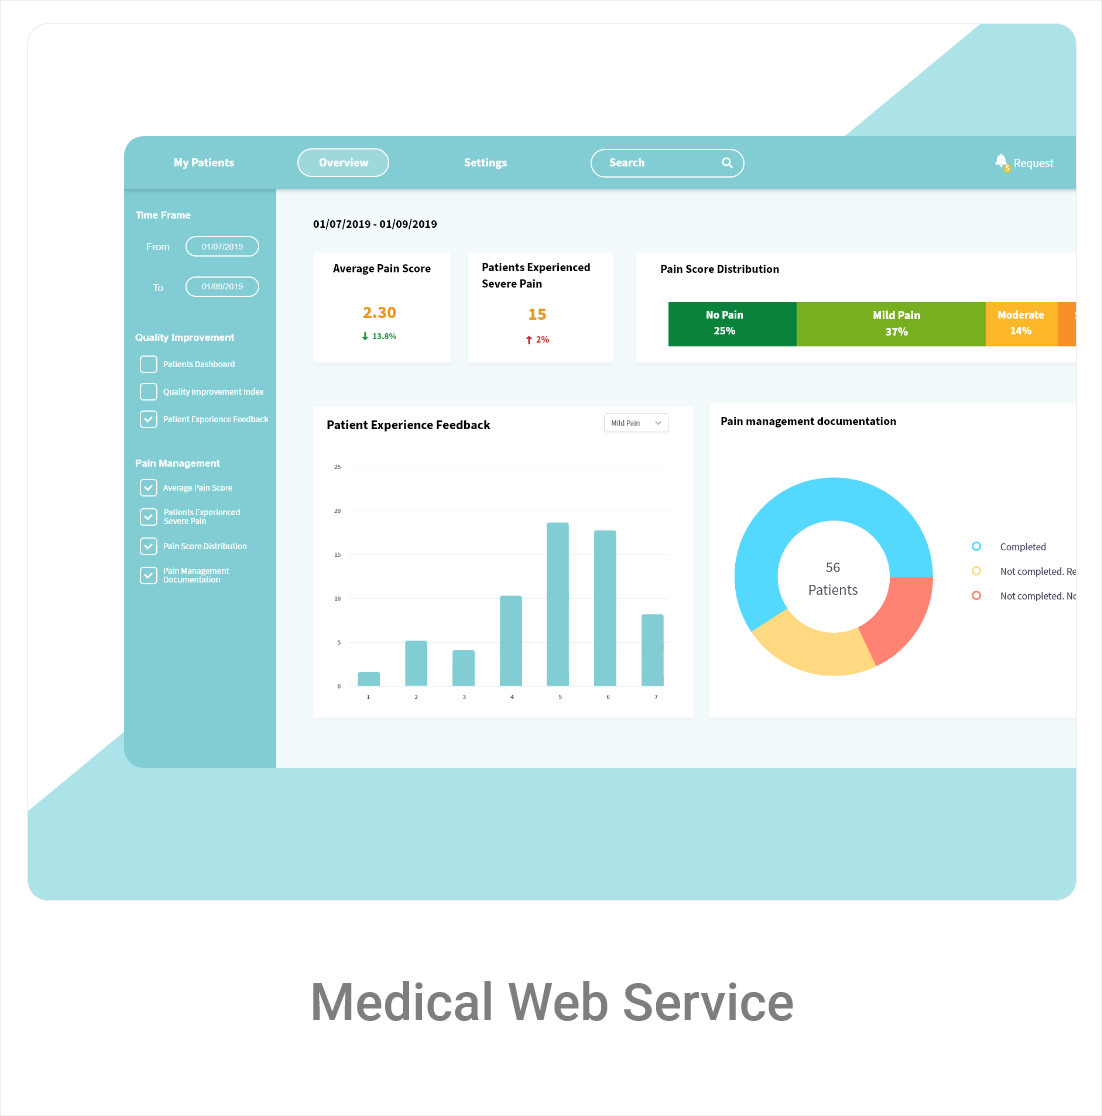 My Patients
Overview
Settings
Search
5
Request
Time Frame
From
01/07/2019
To
01/09/2019
Quality Improvement
Patients Dashboard
Quality Improvement Index
Patient Experience Feedback
Pain Management
Average Pain Score
Patients Experienced
Severe Pain
Pain Score Distribution
Pain Management
Documentation
01/07/2019 - 01/09/2019
Average Pain Score
2.30
13.8%
Patients Experienced
Severe Pain
15
2%
Pain Score Distribution
No Pain
25%
Mild Pain
37%
Moderate
14%
Patient Experience Feedback
Mild Pain
25
20
15
10
5
0
1 2 3 4 5 6 7
Pain management documentation
56
Patients
Completed
Not completed. Re
Not completed. No
Medical Web Service